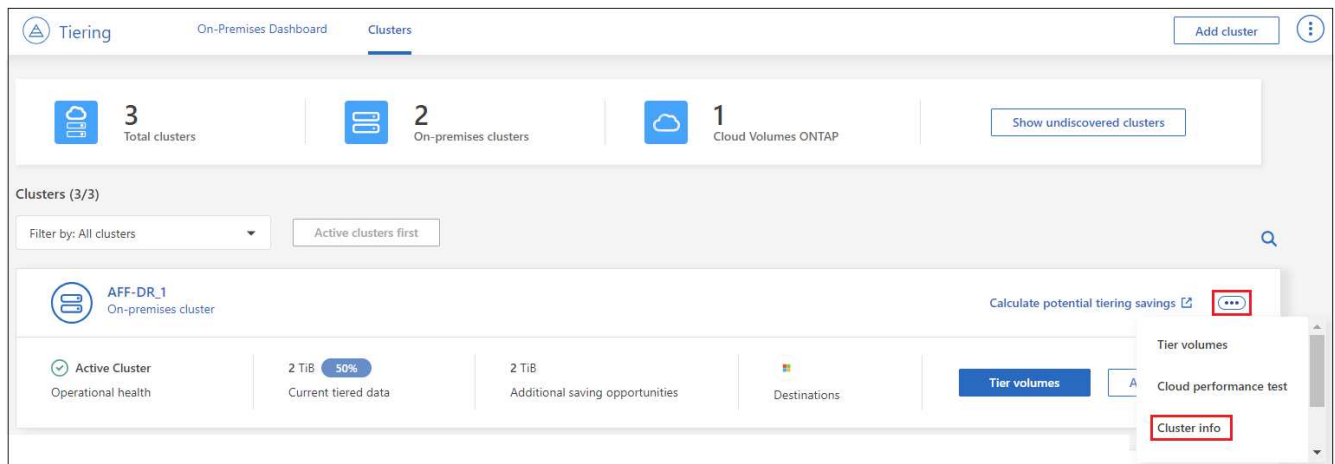 Tiering
On-Premises Dashboard
Clusters
Add cluster
3
Total clusters
2
On-premises clusters
1
Cloud Volumes ONTAP
Show undiscovered clusters
Clusters (3/3)
Filter by: All clusters
Active clusters first
AFF-DR_1
On-premises cluster
Calculate potential tiering savings
Active Cluster
Operational health
2 TiB 50%
Current tiered data
2 TiB
Additional saving opportunities
Destinations
Tier volumes
A
Tier volumes
Cloud performance test
Cluster info